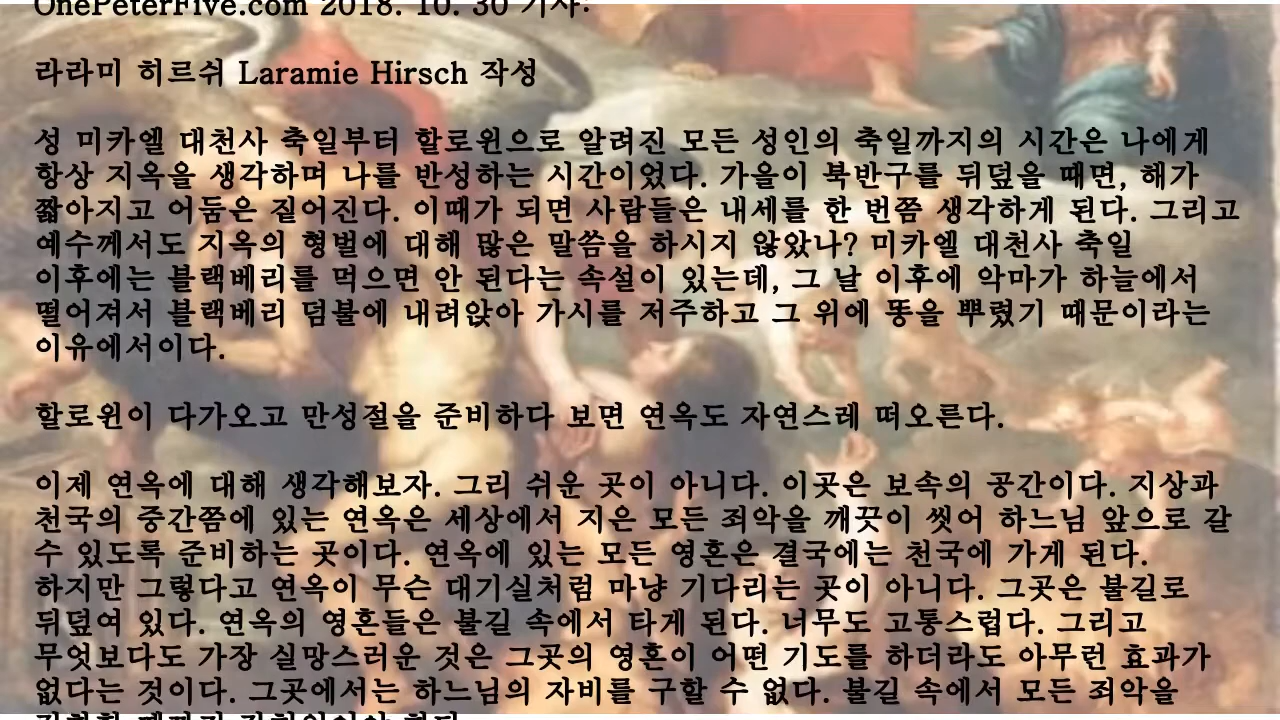 OnePeterFive.com 2018. 10. 30 기사:
라라미 히르쉬 Laramie Hirsch 작성
성 미카엘 대천사 축일부터 할로윈으로 알려진 모든 성인의 축일까지의 시간은 나에게
항상 지옥을 생각하며 나를 반성하는 시간이었다. 가을이 북반구를 뒤덮을 때면, 해가
짧아지고 어둠은 짙어진다. 이때가 되면 사람들은 내세를 한 번쯤 생각하게 된다. 그리고
예수께서도 지옥의 형벌에 대해 많은 말씀을 하시지 않았나? 미카엘 대천사 축일
이후에는 블랙베리를 먹으면 안 된다는 속설이 있는데, 그 날 이후에 악마가 하늘에서
떨어져서 블랙베리 덤불에 내려앉아 가시를 저주하고 그 위에 똥을 뿌렸기 때문이라는
이유에서이다.
할로윈이 다가오고 만성절을 준비하다 보면 연옥도 자연스레 떠오른다.
이제 연옥에 대해 생각해보자. 그리 쉬운 곳이 아니다. 이곳은 보속의 공간이다. 지상과
천국의 중간쯤에 있는 연옥은 세상에서 지은 모든 죄악을 깨끗이 씻어 하느님 앞으로 갈
수 있도록 준비하는 곳이다. 연옥에 있는 모든 영혼은 결국에는 천국에 가게 된다.
하지만 그렇다고 연옥이 무슨 대기실처럼 마냥 기다리는 곳이 아니다. 그곳은 불길로
뒤덮여 있다. 연옥의 영혼들은 불길 속에서 타게 된다. 너무도 고통스럽다. 그리고
무엇보다도 가장 실망스러운 것은 그곳의 영혼이 어떤 기도를 하더라도 아무런 효과가
없다는 것이다. 그곳에서는 하느님의 자비를 구할 수 없다. 불길 속에서 모든 죄악을